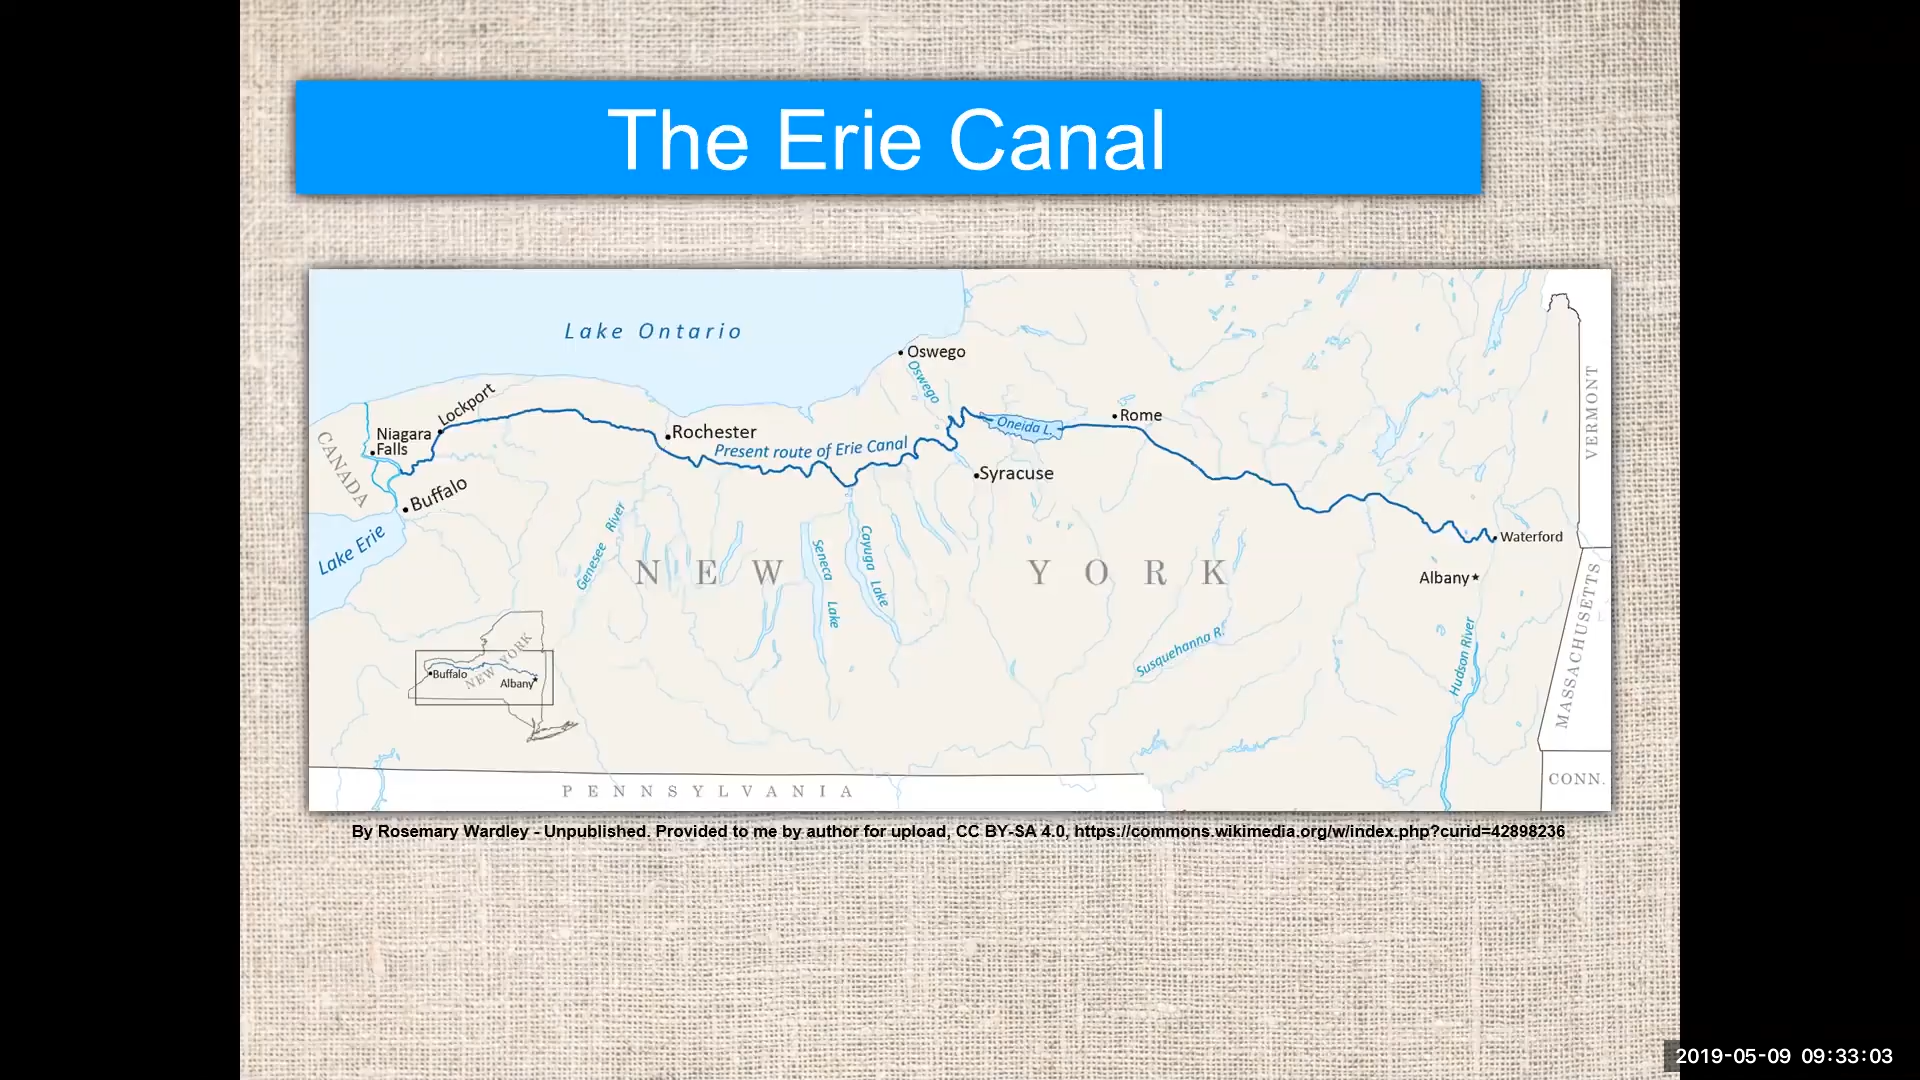 The Erie Canal
Lake Ontario
Oswego
Oswego
Lockport
Rome
Niagara
Falls
Rochester
Oneida L.
Present route of Erie Canal
CANADA
Syracuse
Buffalo
VERMONT
Lake Erie
Waterford
Genesee River
NEW YORK
Seneca Lake
Cayuga Lake
Albany
MASSACHUSETTS
Susquehanna R.
Hudson River
NEW YORK
Buffalo
Albany
CONN.
PENNSYLVANIA
By Rosemary Wardley - Unpublished. Provided to me by author for upload, CC BY-SA 4.0, https://commons.wikimedia.org/w/index.php?curid=42898236
2019-05-09 09:33:03